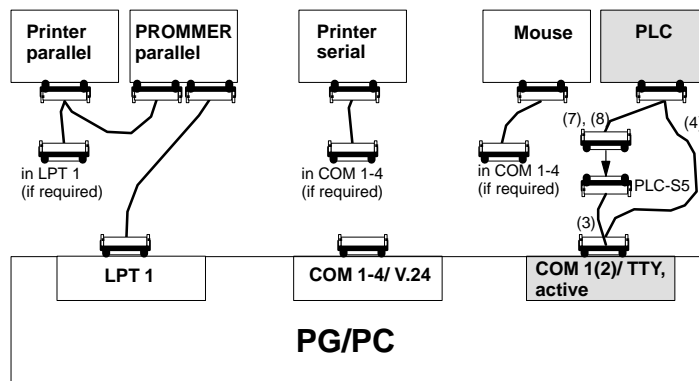 Printer
parallel
PROMMER
parallel
Printer
serial
Mouse
PLC
(7), (8)
(4
in LPT 1
(if required)
in COM 1-4
(if required)
in COM 1-4
(if required)
PLC-S5
(3)
LPT 1
COM 1-4/ V.24
COM 1(2)/ TTY,
active
PG/PC